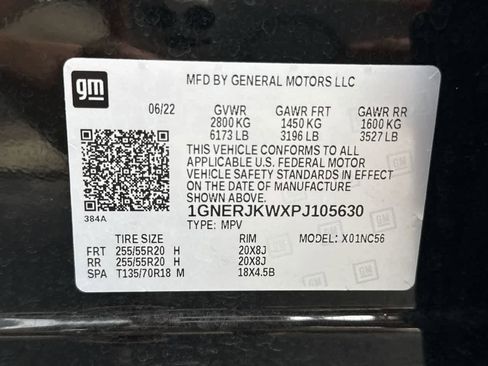 gm
MFD BY GENERAL MOTORS LLC
06/22 GVWR GAWR FRT GAWR RR
2800 KG 1450 KG 1600 KG
6173 LB 3196 LB 3527 LB
THIS VEHICLE CONFORMS TO ALL
APPLICABLE U.S. FEDERAL MOTOR
VEHICLE SAFETY STANDARDS IN EFFECT
ON THE DATE OF MANUFACTURE
SHOWN ABOVE.
384A
1GNERJKWXPJ105630
TYPE: MPV
TIRE SIZE RIM MODEL: X01NC56
FRT 255/55R20 H 20X8J
RR 255/55R20 H 20X8J
SPA T135/70R18 M 18X4.5B